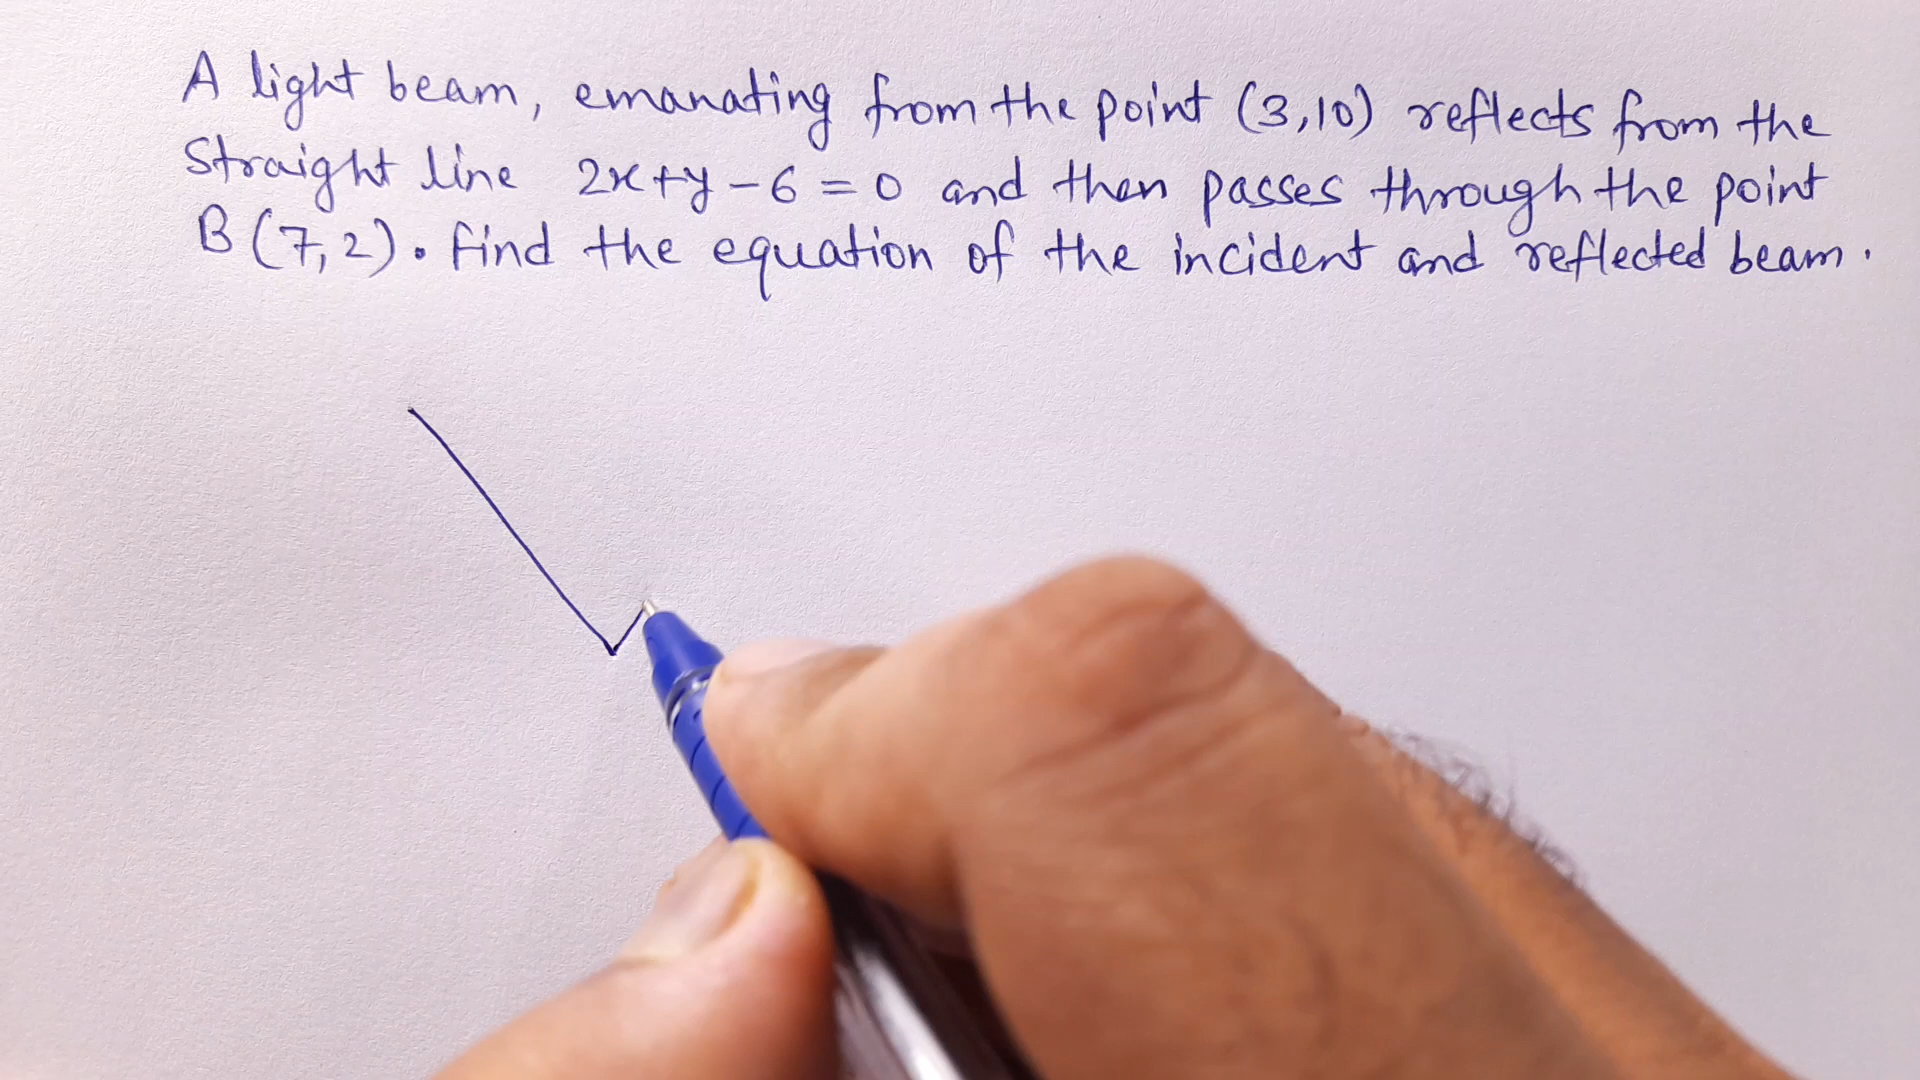 A light beam, emanating from the point (3,10) reflects from the
Straight line 2x+y-6=0 and then passes through the point
B(7,2). find the equation of the incident and reflected beam.